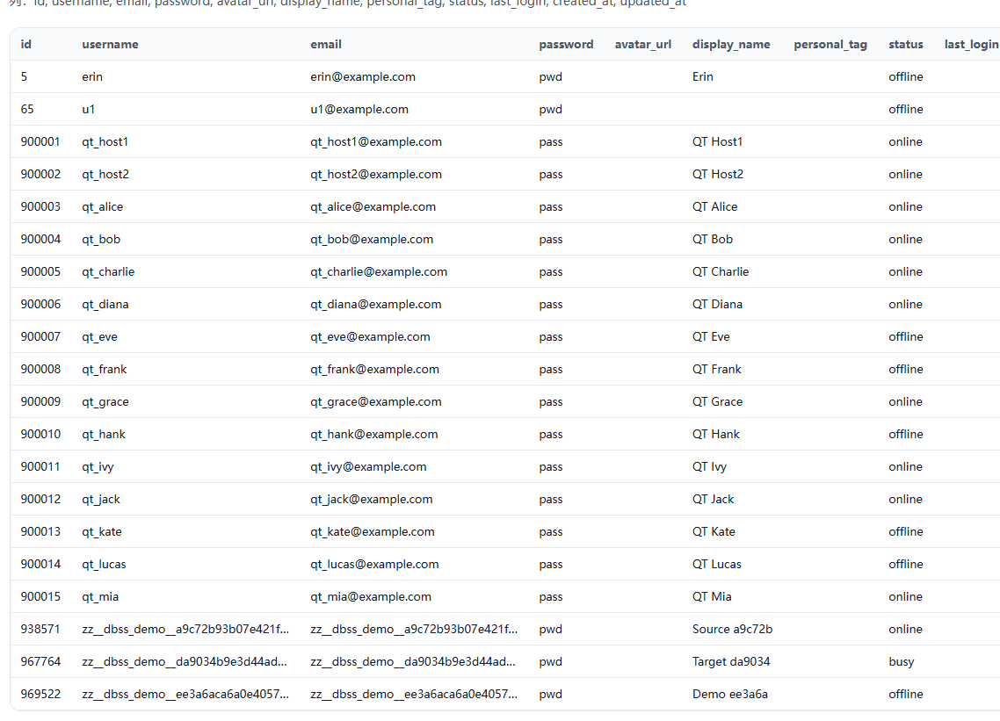 列：id, username, email, password, avatar_url, display_name, personal_tag, status, last_login, created_at, updated_at
id username email password avatar_url display_name personal_tag status last_login
5 erin erin@example.com pwd Erin offline
65 u1 u1@example.com pwd offline
900001 qt_host1 qt_host1@example.com pass QT Host1 online
900002 qt_host2 qt_host2@example.com pass QT Host2 online
900003 qt_alice qt_alice@example.com pass QT Alice online
900004 qt_bob qt_bob@example.com pass QT Bob online
900005 qt_charlie qt_charlie@example.com pass QT Charlie online
900006 qt_diana qt_diana@example.com pass QT Diana online
900007 qt_eve qt_eve@example.com pass QT Eve offline
900008 qt_frank qt_frank@example.com pass QT Frank offline
900009 qt_grace qt_grace@example.com pass QT Grace online
900010 qt_hank qt_hank@example.com pass QT Hank offline
900011 qt_ivy qt_ivy@example.com pass QT Ivy online
900012 qt_jack qt_jack@example.com pass QT Jack online
900013 qt_kate qt_kate@example.com pass QT Kate offline
900014 qt_lucas qt_lucas@example.com pass QT Lucas offline
900015 qt_mia qt_mia@example.com pass QT Mia online
938571 zz__dbss_demo__a9c72b93b07e421f... zz__dbss_demo__a9c72b93b07e421f... pwd Source a9c72b online
967764 zz__dbss_demo__da9034b9e3d44ad... zz__dbss_demo__da9034b9e3d44ad... pwd Target da9034 busy
969522 zz__dbss_demo__ee3a6aca6a0e4057... zz__dbss_demo__ee3a6aca6a0e4057... pwd Demo ee3a6a offline